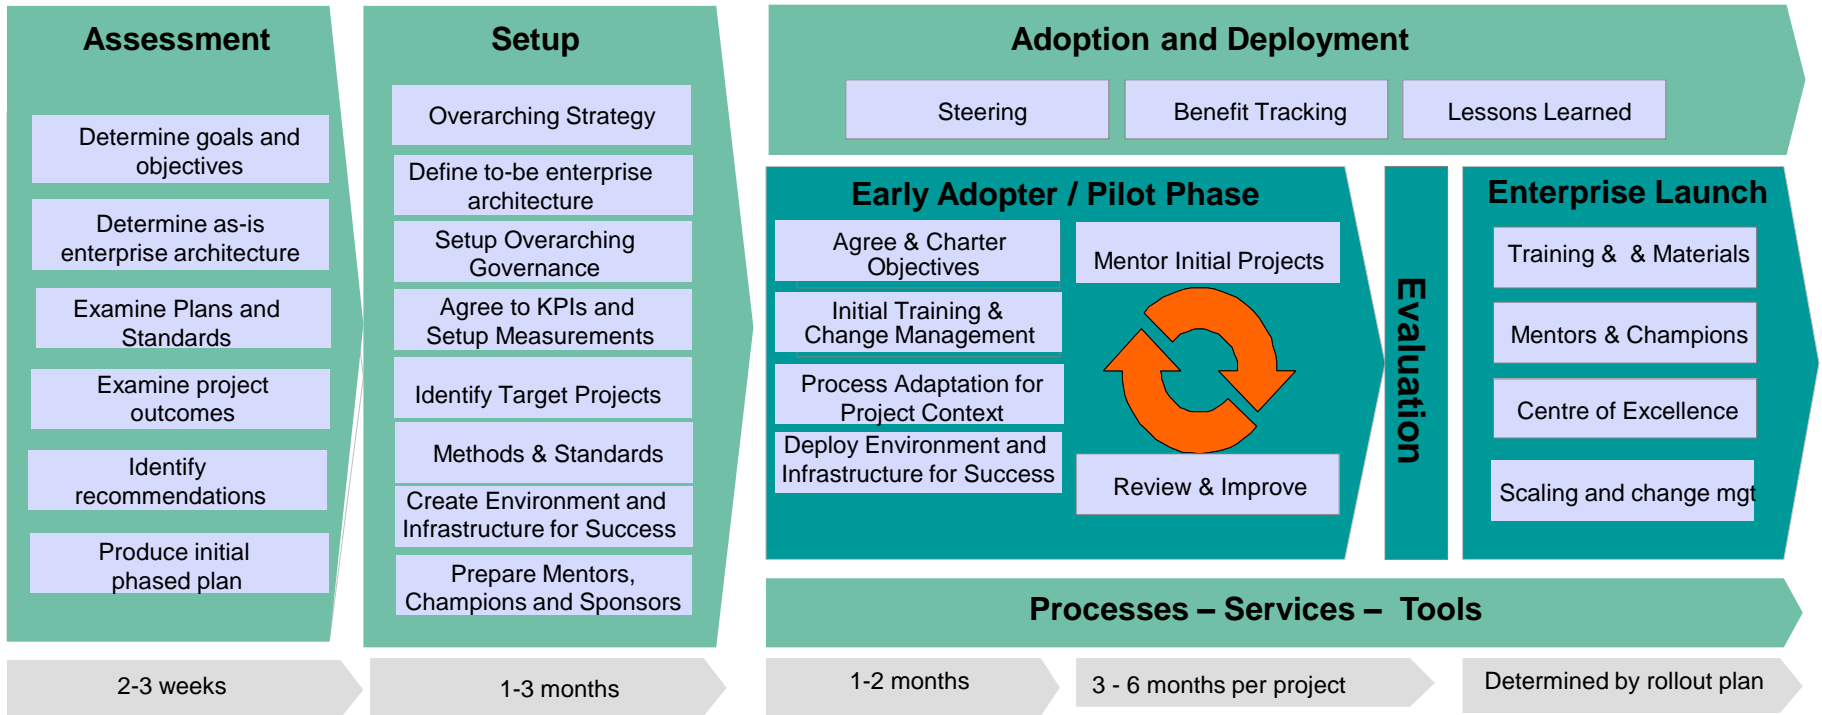 Assessment
Determine goals and
objectives
Determine as-is
enterprise architecture
Examine Plans and
Standards
Examine project
outcomes
Identify
recommendations
Produce initial
phased plan
2-3 weeks
Setup
Overarching Strategy
Define to-be enterprise
architecture
Setup Overarching
Governance
Agree to KPIs and
Setup Measurements
Identify Target Projects
Methods & Standards
Create Environment and
Infrastructure for Success
Prepare Mentors,
Champions and Sponsors
1-3 months
Adoption and Deployment
Steering
Benefit Tracking
Lessons Learned
Early Adopter / Pilot Phase
Agree & Charter
Objectives
Initial Training &
Change Management
Process Adaptation for
Project Context
Deploy Environment and
Infrastructure for Success
Mentor Initial Projects
Review & Improve
Evaluation
Enterprise Launch
Training &  & Materials
Mentors & Champions
Centre of Excellence
Scaling and change mgt
Processes – Services –  Tools
1-2 months
3 - 6 months per project
Determined by rollout plan